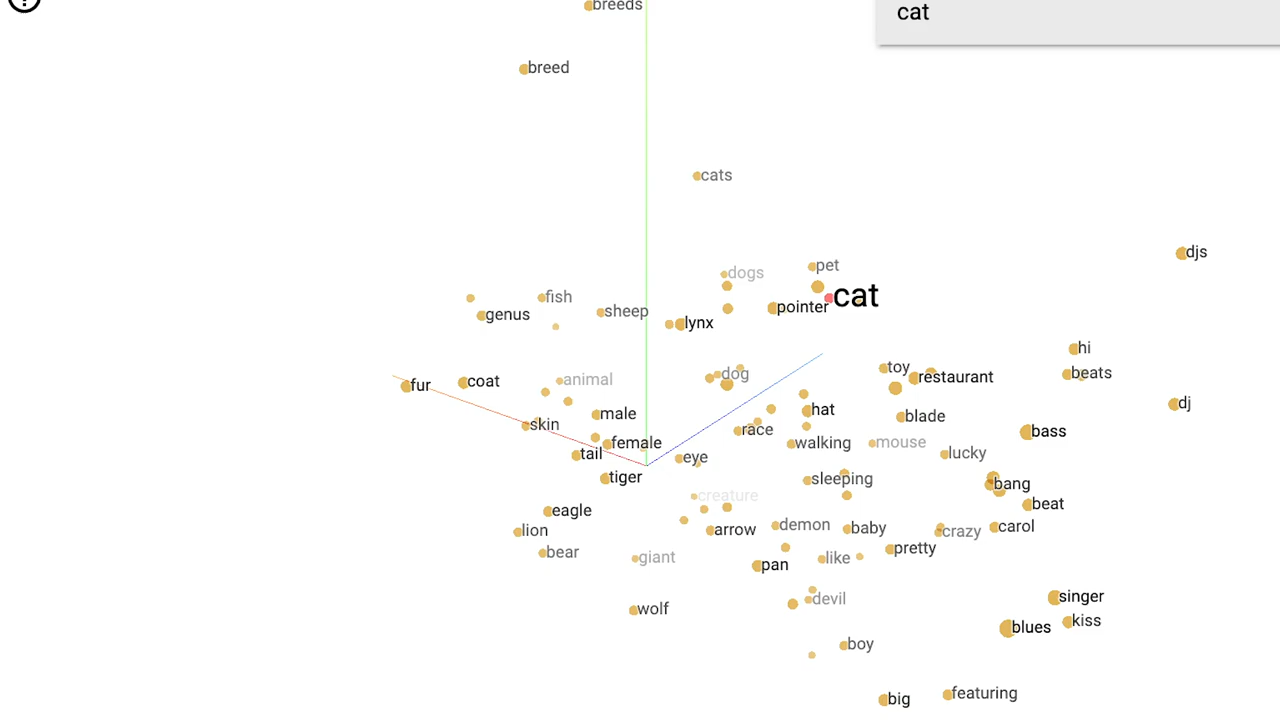 breeds
cat
breed
cats
djs
dogs
pet
cat
fish
pointer
genus
sheep
lynx
hi
beats
dog
toy
restaurant
animal
coat
fur
dj
male
hat
blade
skin
race
bass
female
walking
mouse
tail
eye
lucky
tiger
sleeping
bang
creature
beat
eagle
lion
arrow
demon
baby
crazy
carol
bear
giant
pan
like
pretty
wolf
devil
singer
blues
kiss
boy
big
featuring